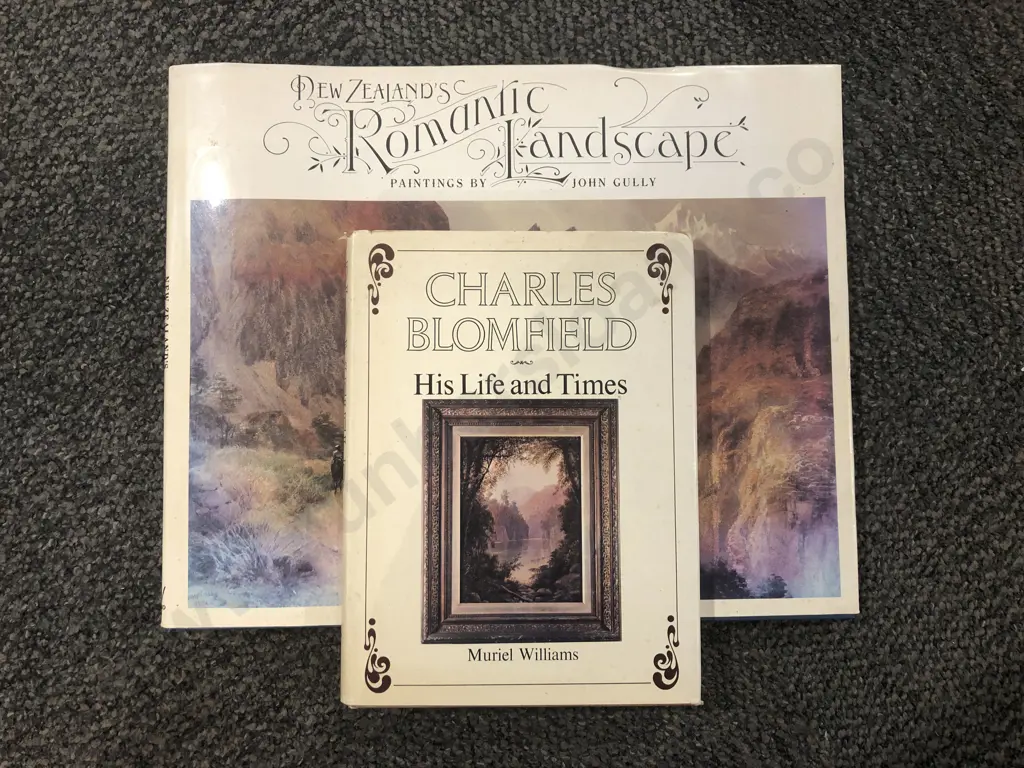 NEW ZEALAND'S
Romantic
Landscape
PAINTINGS BY JOHN GULLY
CHARLES
BLOMFIELD
His Life and Times
Muriel Williams